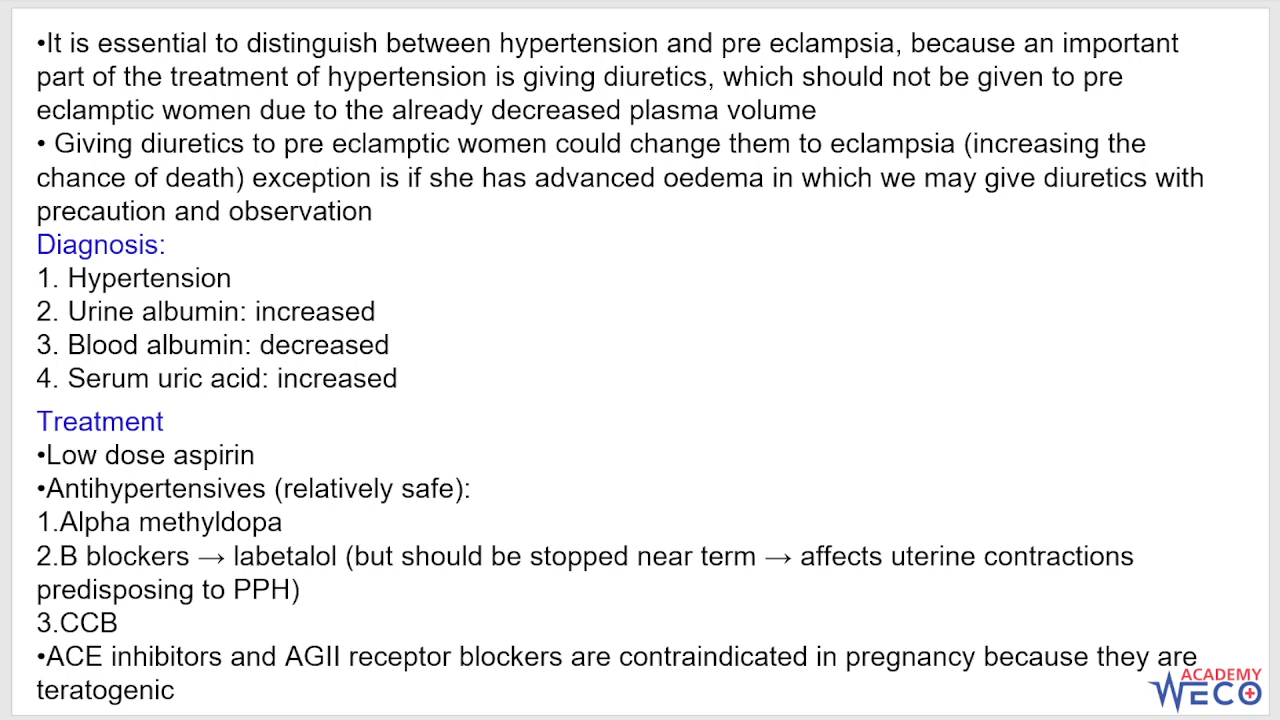 •It is essential to distinguish between hypertension and pre eclampsia, because an important
part of the treatment of hypertension is giving diuretics, which should not be given to pre
eclamptic women due to the already decreased plasma volume
• Giving diuretics to pre eclamptic women could change them to eclampsia (increasing the
chance of death) exception is if she has advanced oedema in which we may give diuretics with
precaution and observation
Diagnosis:
1. Hypertension
2. Urine albumin: increased
3. Blood albumin: decreased
4. Serum uric acid: increased
Treatment
•Low dose aspirin
•Antihypertensives (relatively safe):
1.Alpha methyldopa
2.B blockers → labetalol (but should be stopped near term → affects uterine contractions
predisposing to PPH)
3.CCB
•ACE inhibitors and AGII receptor blockers are contraindicated in pregnancy because they are
teratogenic
ACADEMY
WECO